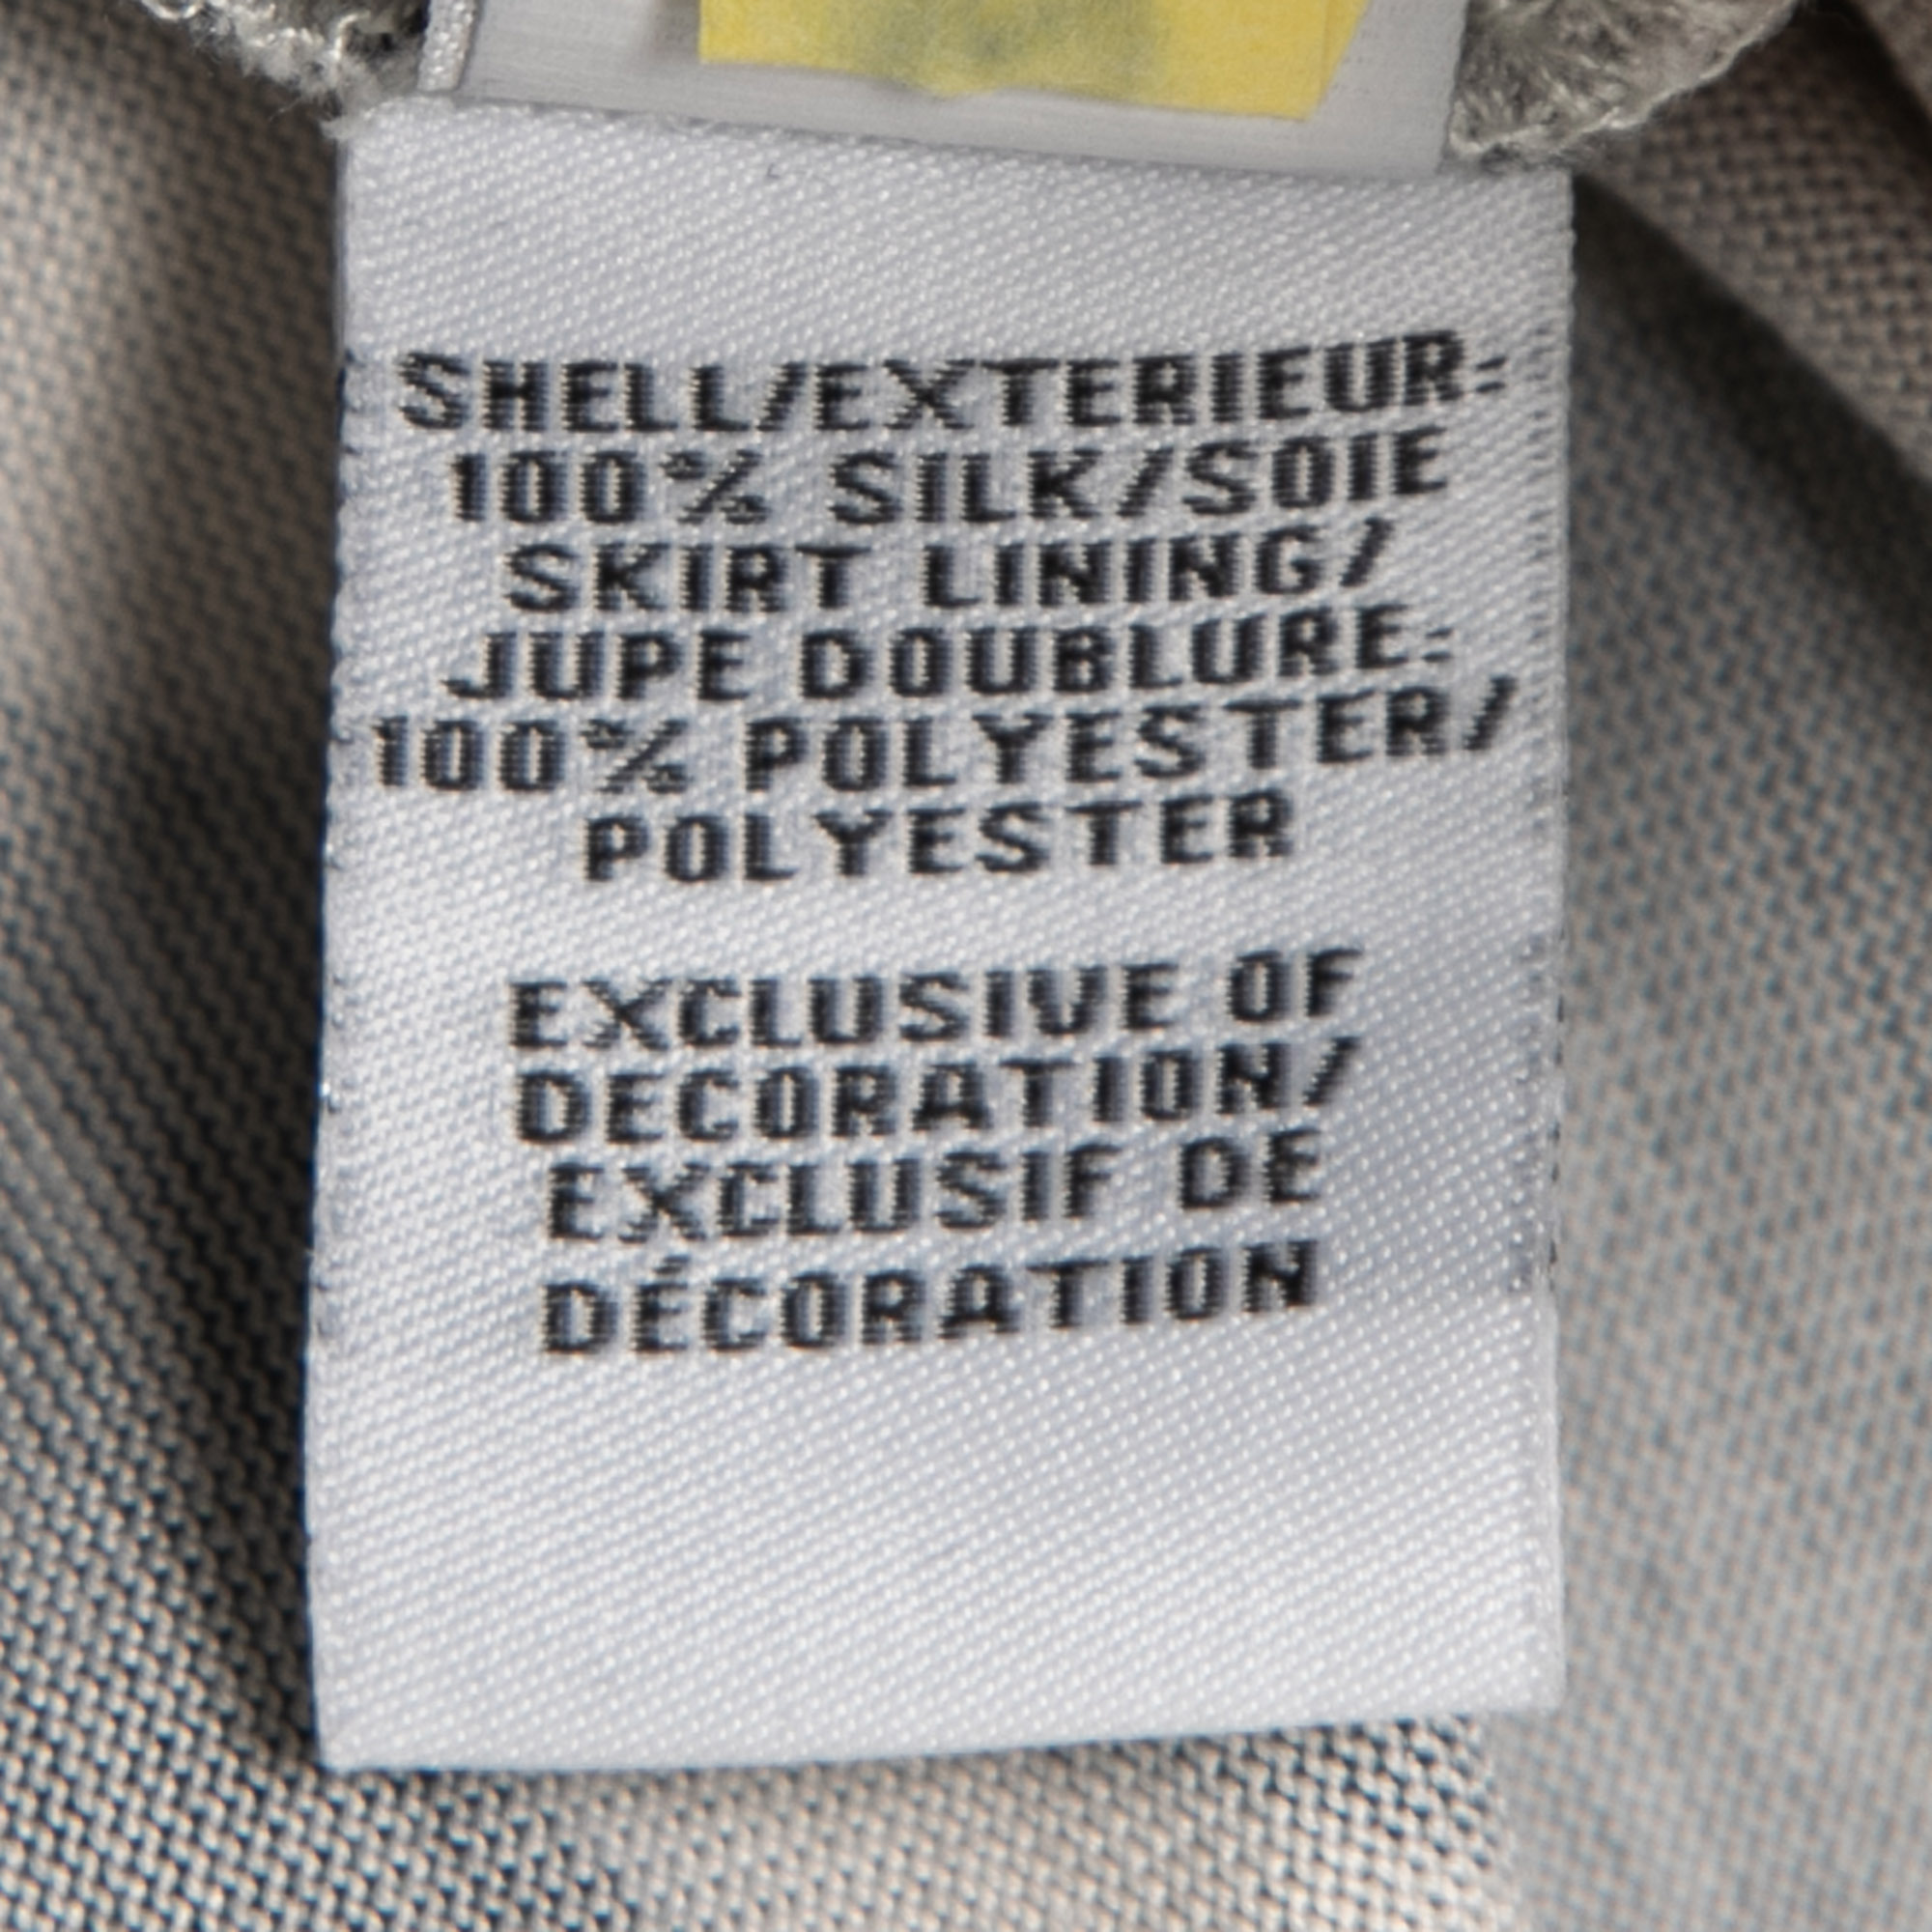 SHELL/EXTERIEUR:
100% SILK/SOIE
SKIRT LINING/
JUPE DOUBLURE:
100% POLYESTER/
POLYESTER
EXCLUSIVE OF
DECORATION/
EXCLUSIF DE
DÉCORATION